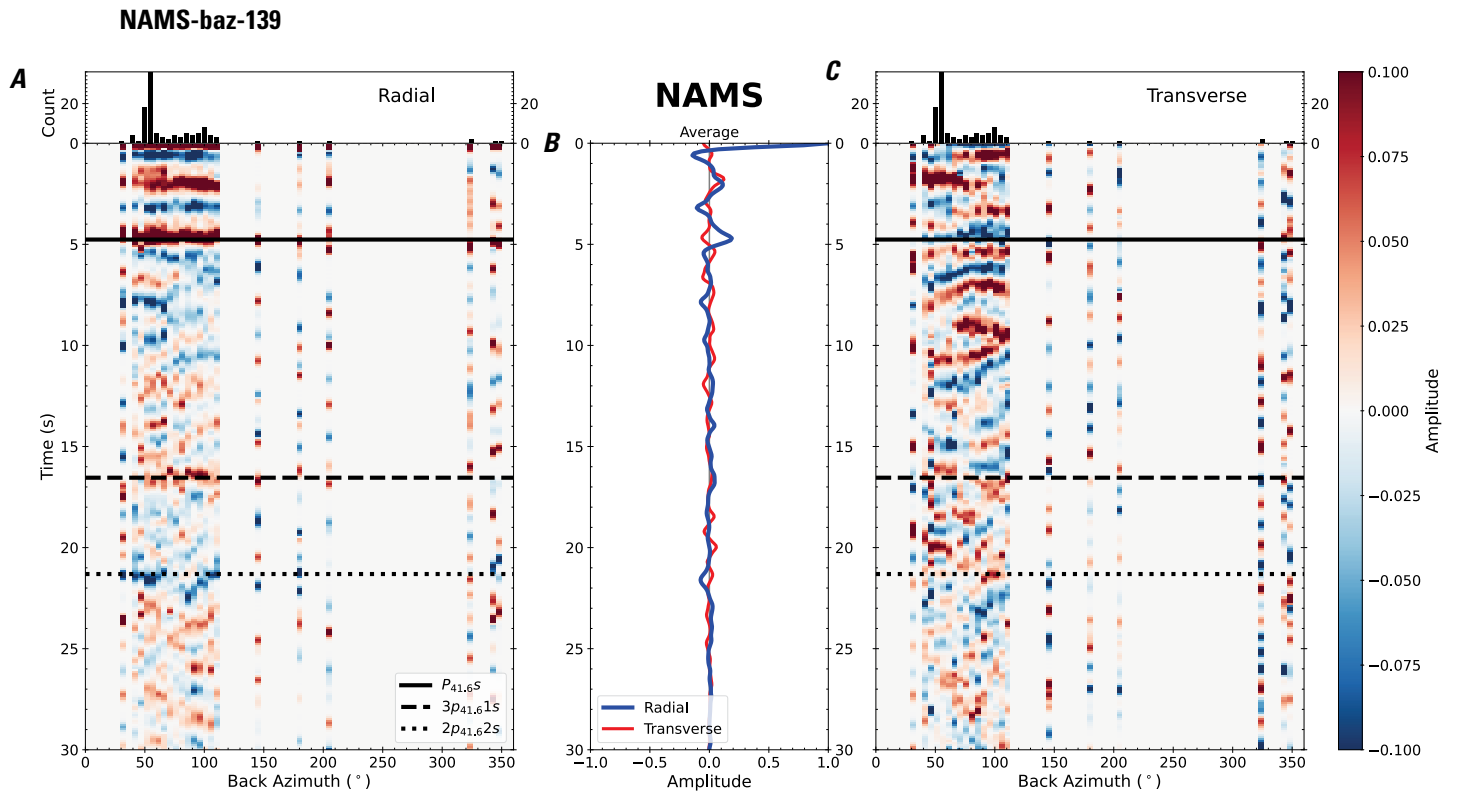 NAMS-baz-139
A
Radial
Count
20
0
20
0
NAMS
Average
B
C
Transverse
20
0
20
0
0.100
0.075
0.050
0.025
0.000
−0.025
−0.050
−0.075
−0.100
Amplitude
Time (s)
0
5
10
15
20
25
30
P41.6s
3p41.61s
2p41.62s
0 50 100 150 200 250 300 350
Back Azimuth (°)
0
5
10
15
20
25
30
Radial
Transverse
−1.0 −0.5 0.0 0.5 1.0
Amplitude
0
5
10
15
20
25
30
0 50 100 150 200 250 300 350
Back Azimuth (°)